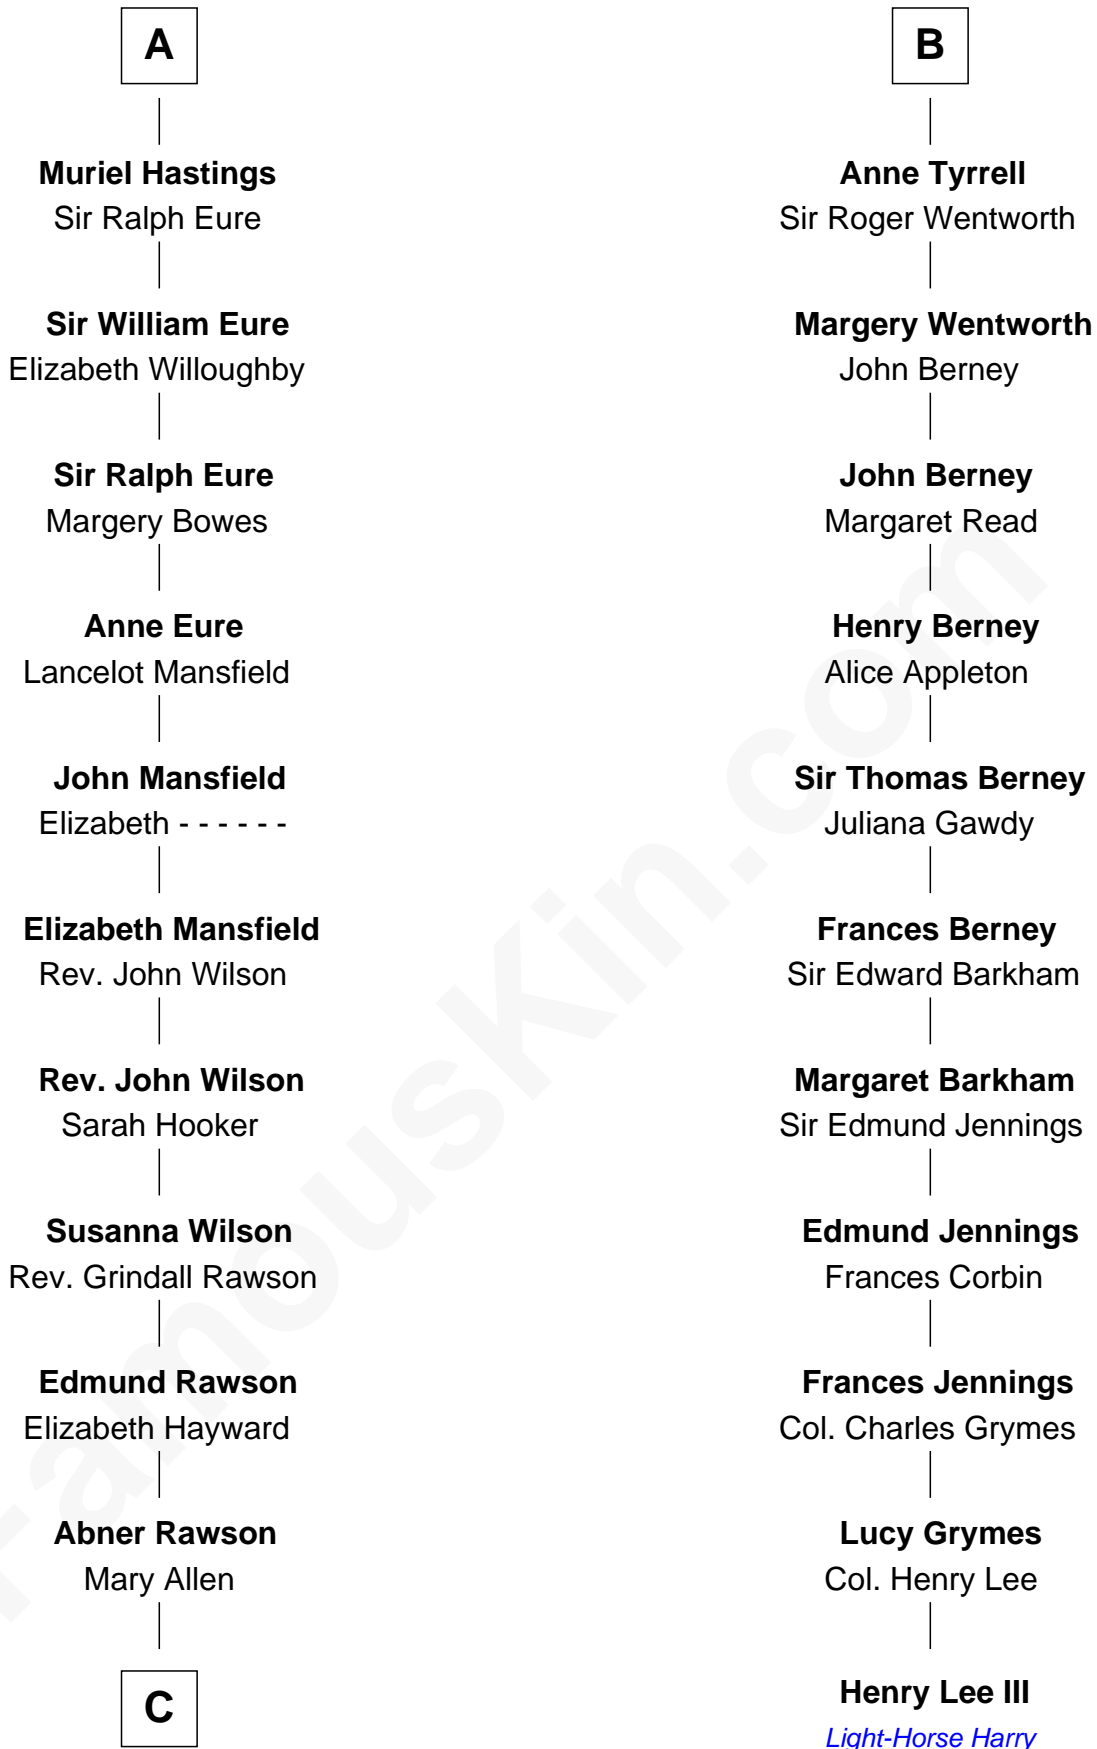 A
Muriel Hastings
Sir Ralph Eure
Sir William Eure
Elizabeth Willoughby
Sir Ralph Eure
Margery Bowes
Anne Eure
Lancelot Mansfield
John Mansfield
Elizabeth - - - - - -
Elizabeth Mansfield
Rev. John Wilson
Rev. John Wilson
Sarah Hooker
Susanna Wilson
Rev. Grindall Rawson
Edmund Rawson
Elizabeth Hayward
Abner Rawson
Mary Allen
C
B
Anne Tyrrell
Sir Roger Wentworth
Margery Wentworth
John Berney
John Berney
Margaret Read
Henry Berney
Alice Appleton
Sir Thomas Berney
Juliana Gawdy
Frances Berney
Sir Edward Barkham
Margaret Barkham
Sir Edmund Jennings
Edmund Jennings
Frances Corbin
Frances Jennings
Col. Charles Grymes
Lucy Grymes
Col. Henry Lee
Henry Lee III
Light-Horse Harry
FamousKin.com